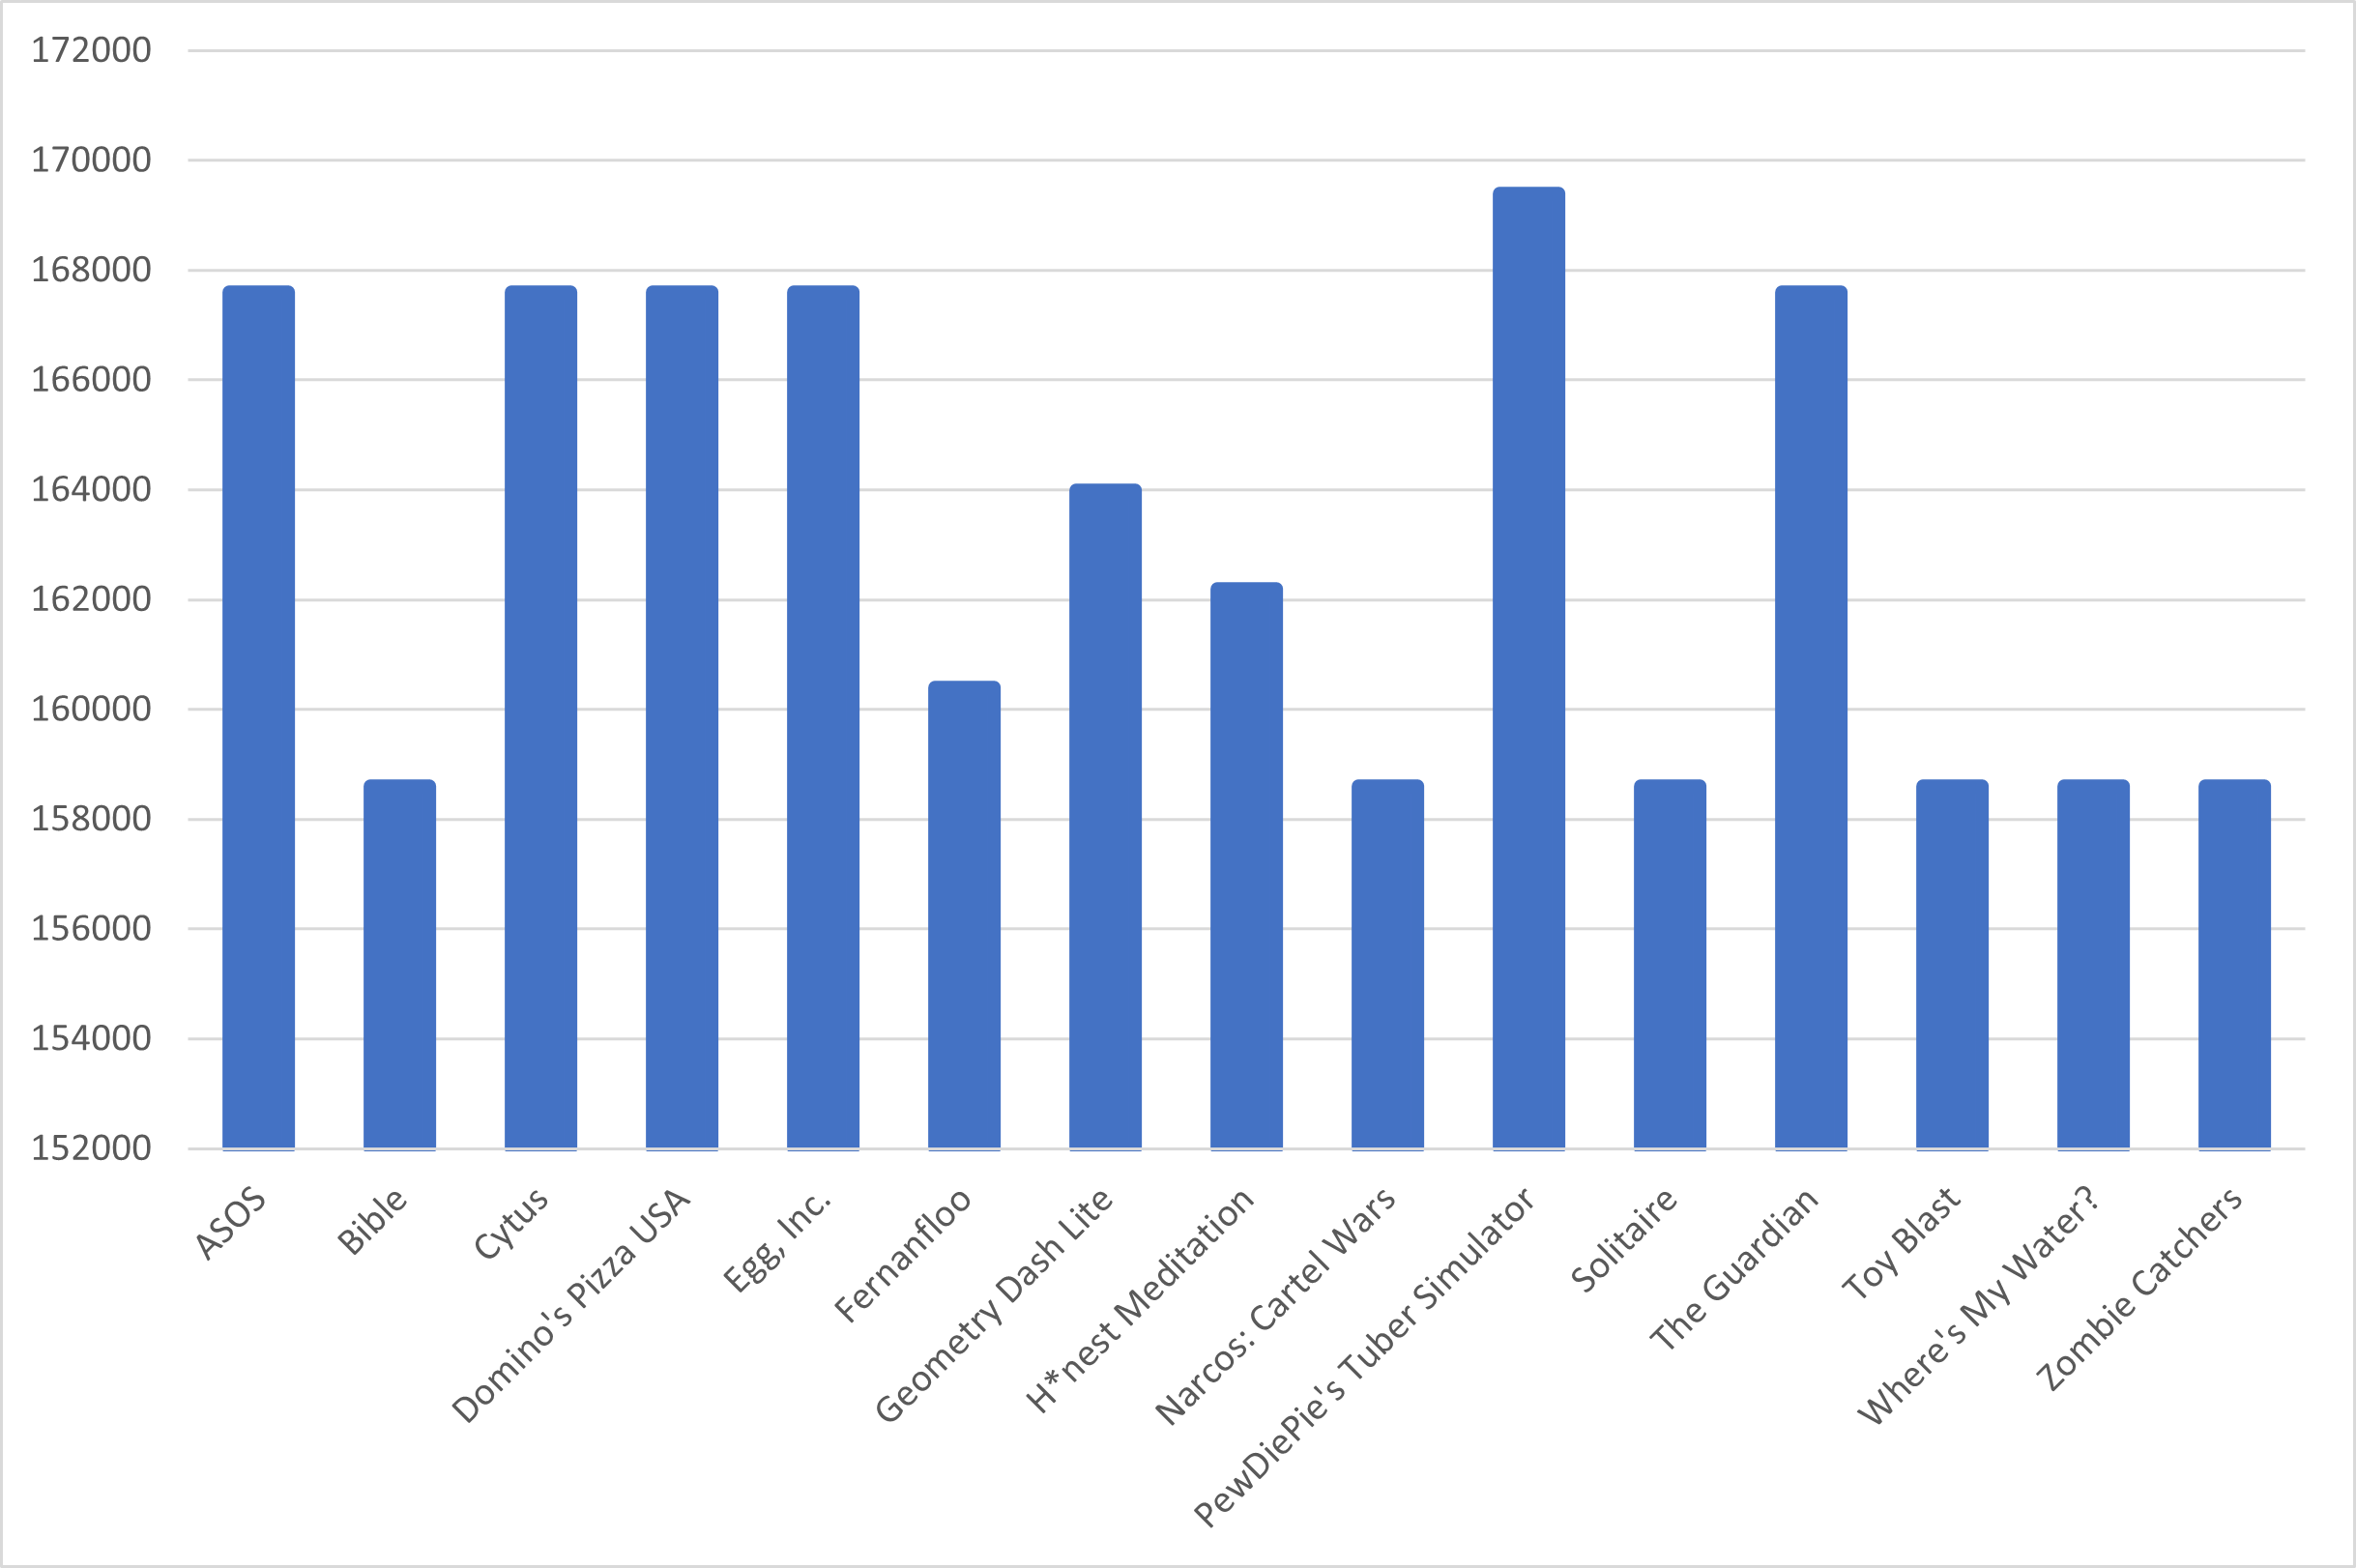 172000
170000
168000
166000
164000
162000
160000
158000
156000
154000
152000
ASOS
Bible
Cytus
Domino's Pizza USA
Egg, Inc.
Fernanfloo
Geometry Dash Lite
H*nest Meditation
Narcos: Cartel Wars
PewDiePie's Tuber Simulator
Solitaire
The Guardian
Toy Blast
Where's My Water?
Zombie Catchers